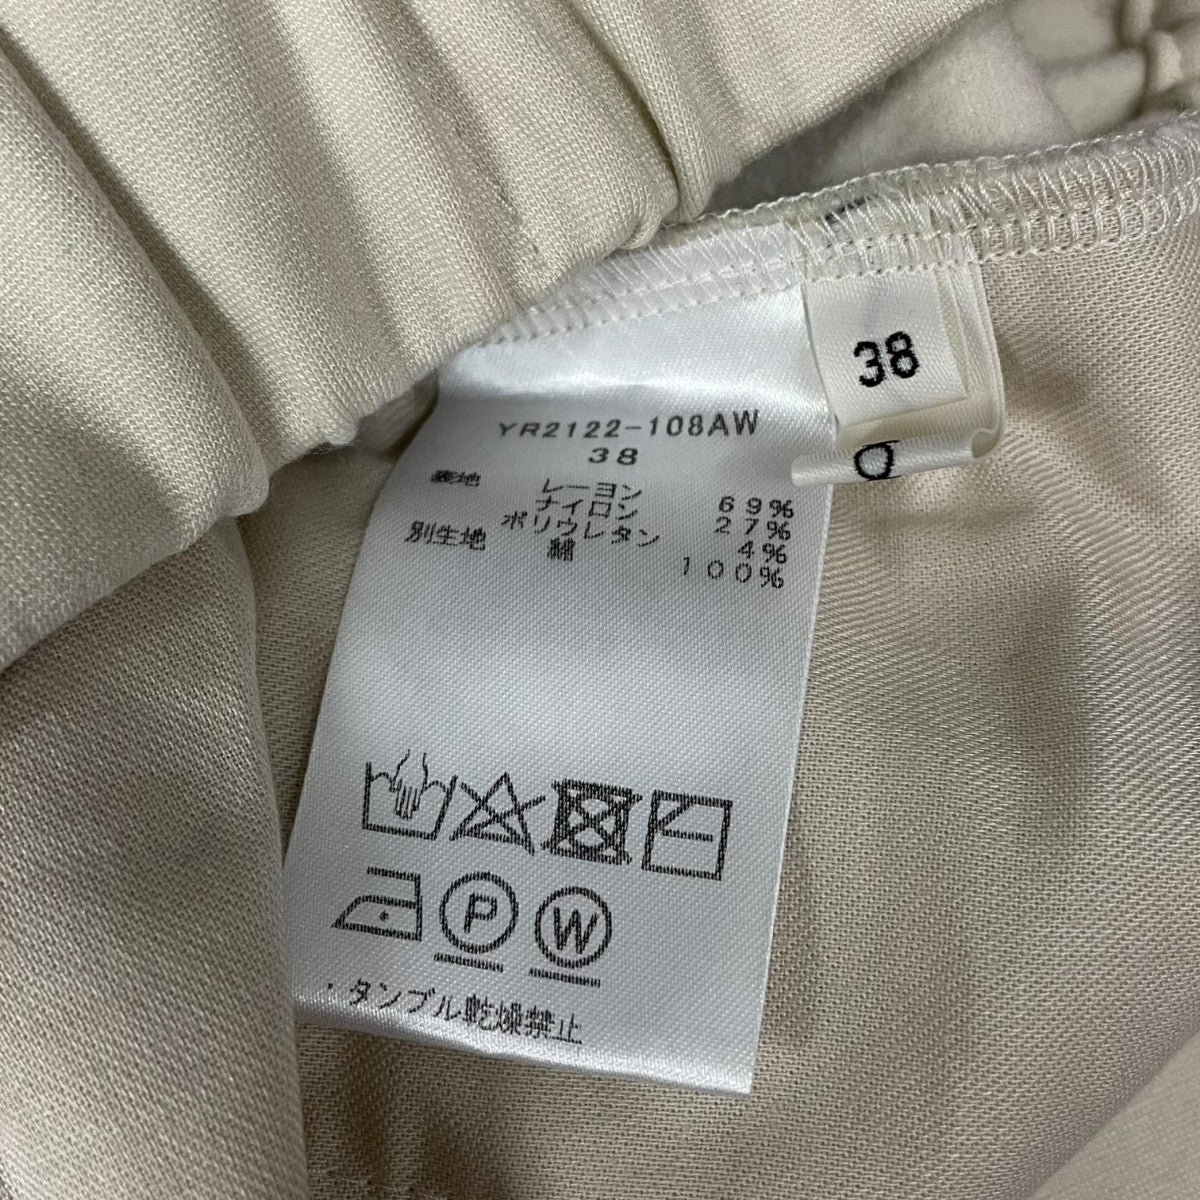 38
YR2122-108AW
38
表地 レーヨン 69%
ナイロン 27%
ポリウレタン 4%
別生地 綿 100%
P W
・タンブル乾燥禁止